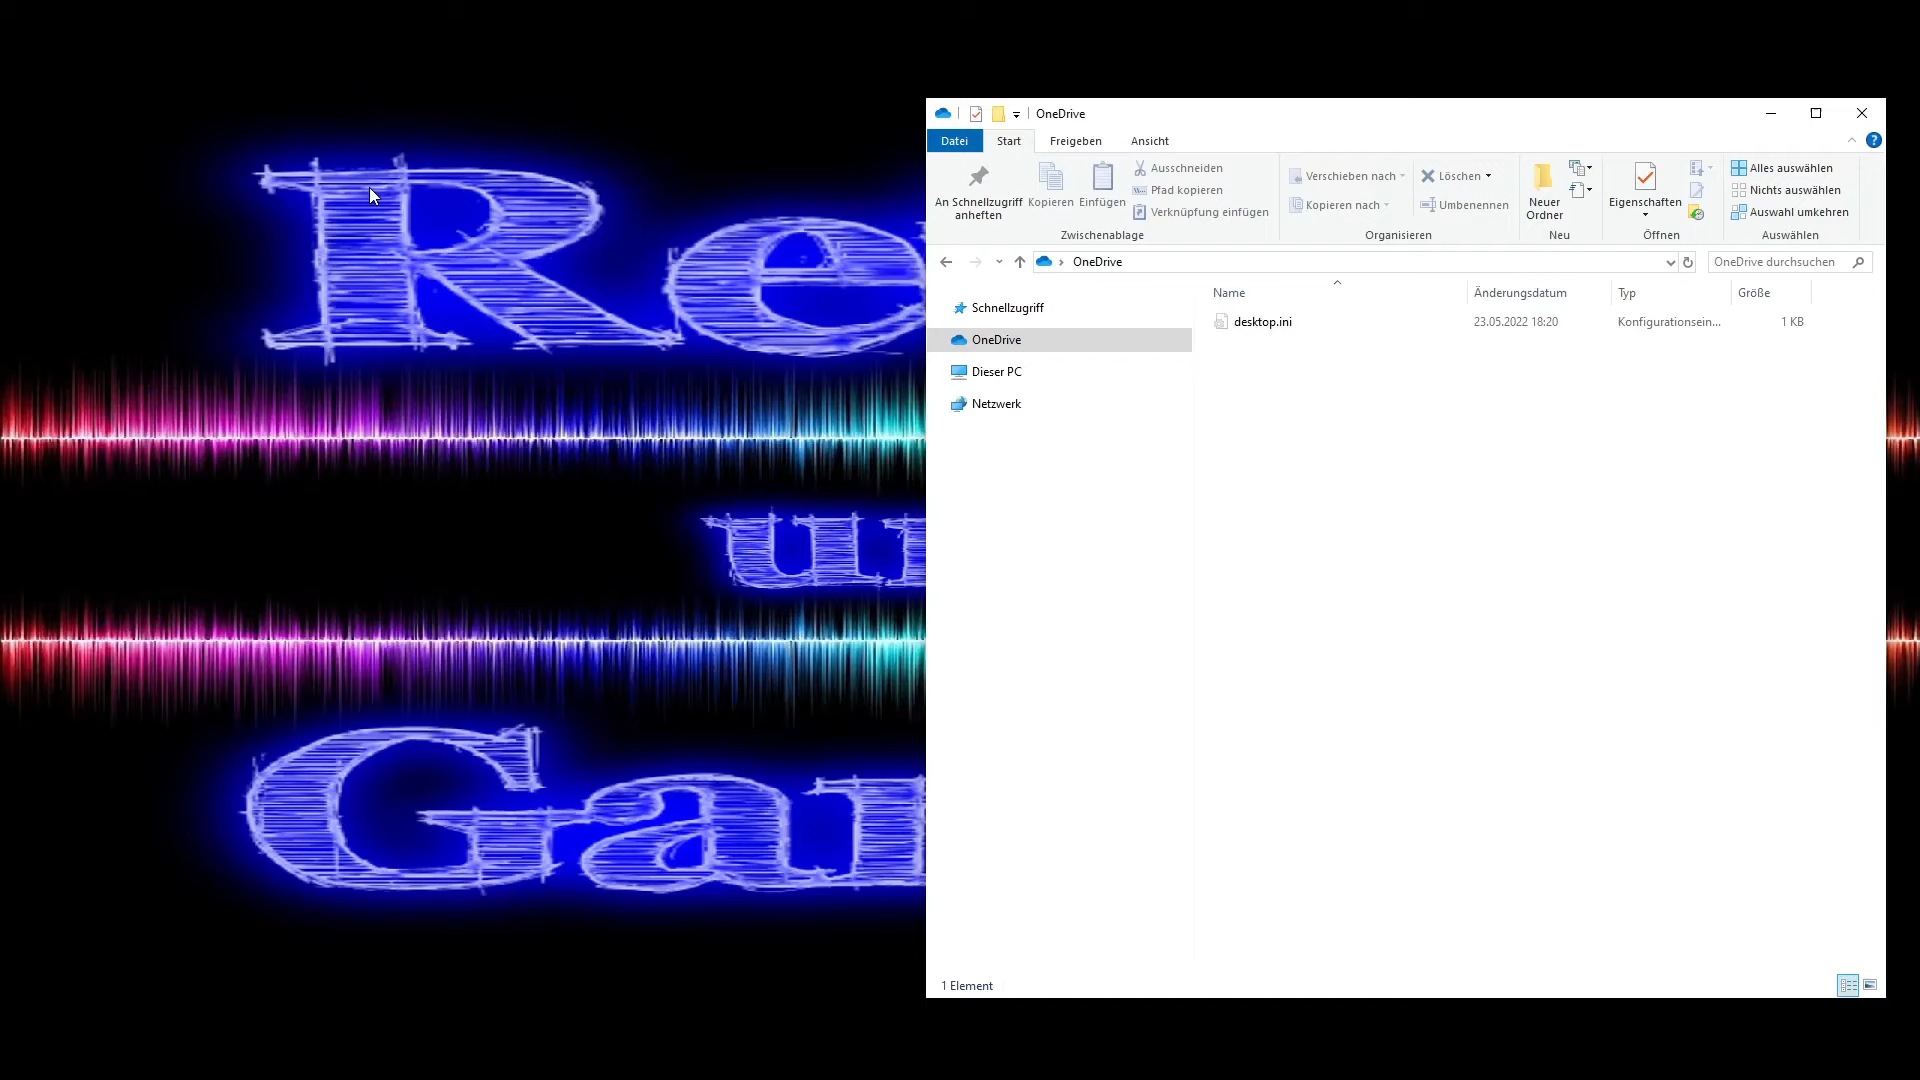 Re
un
Gar
OneDrive
Datei Start Freigeben Ansicht
An Schnellzugriff anheften
Kopieren
Einfügen
Ausschneiden
Pfad kopieren
Verknüpfung einfügen
Zwischenablage
Verschieben nach
Kopieren nach
Löschen
Umbenennen
Organisieren
Neuer Ordner
Neu
Eigenschaften
Öffnen
Alles auswählen
Nichts auswählen
Auswahl umkehren
Auswählen
OneDrive
OneDrive durchsuchen
Schnellzugriff
OneDrive
Dieser PC
Netzwerk
Name Änderungsdatum Typ Größe
desktop.ini 23.05.2022 18:20 Konfigurationsein... 1 KB
1 Element